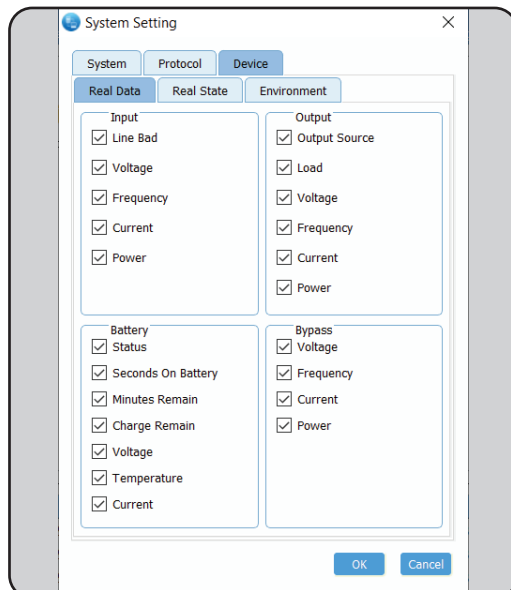 System Setting
System Protocol Device
Real Data Real State Environment
Input
Line Bad
Voltage
Frequency
Current
Power
Output
Output Source
Load
Voltage
Frequency
Current
Power
Battery
Status
Seconds On Battery
Minutes Remain
Charge Remain
Voltage
Temperature
Current
Bypass
Voltage
Frequency
Current
Power
OK Cancel